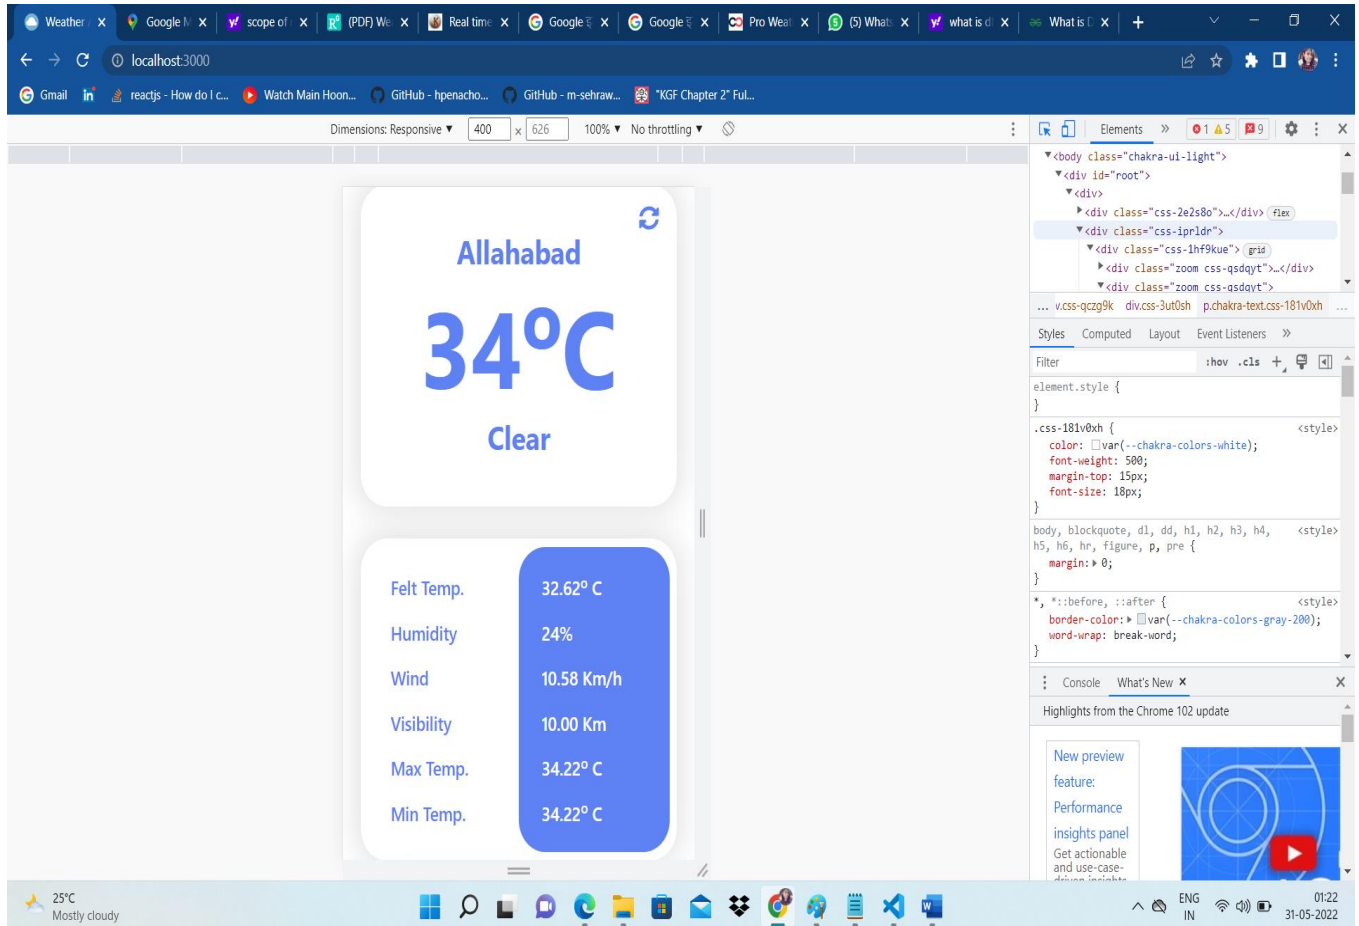 Weather
Google M
scope of
(PDF) We
Real time
Google
Google
Pro Weat
(5) Whats
what is d
What is D
localhost:3000
Gmail
reactjs - How do I c...
Watch Main Hoon...
GitHub - hpenacho...
GitHub - m-sehraw...
"KGF Chapter 2" Ful...
Dimensions: Responsive ▼ 400 x 626 100% ▼ No throttling ▼
Elements » 1 5 9
▼<body class="chakra-ui-light">
▼<div id="root">
▼<div>
▶<div class="css-2e2s8o">…</div> flex
▼<div class="css-iprldr">
▼<div class="css-1hf9kue"> grid
▶<div class="zoom css-qsdqyt">…</div>
▼<div class="zoom css-qsdqyt">
... v.css-qczg9k div.css-3ut0sh p.chakra-text.css-181v0xh ...
Styles Computed Layout Event Listeners »
Filter :hov .cls +
element.style {
}
.css-181v0xh { <style>
color: var(--chakra-colors-white);
font-weight: 500;
margin-top: 15px;
font-size: 18px;
}
body, blockquote, dl, dd, h1, h2, h3, h4, <style>
h5, h6, hr, figure, p, pre {
margin:▶ 0;
}
*, *::before, ::after { <style>
border-color:▶ var(--chakra-colors-gray-200);
word-wrap: break-word;
}
Console What's New ×
Highlights from the Chrome 102 update
New preview
feature:
Performance
insights panel
Get actionable
and use-case-
driven insights
Allahabad
34°C
Clear
Felt Temp. 32.62° C
Humidity 24%
Wind 10.58 Km/h
Visibility 10.00 Km
Max Temp. 34.22° C
Min Temp. 34.22° C
25°C
Mostly cloudy
ENG
IN
01:22
31-05-2022